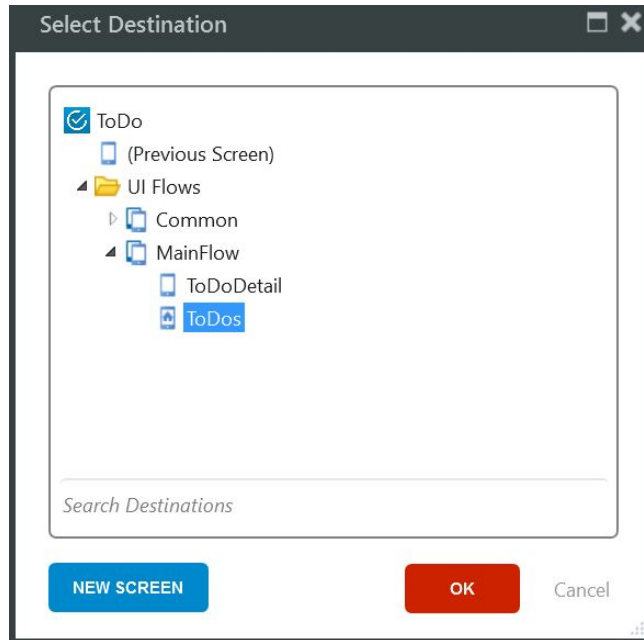 Select Destination
ToDo
(Previous Screen)
UI Flows
Common
MainFlow
ToDoDetail
ToDos
Search Destinations
NEW SCREEN
OK
Cancel